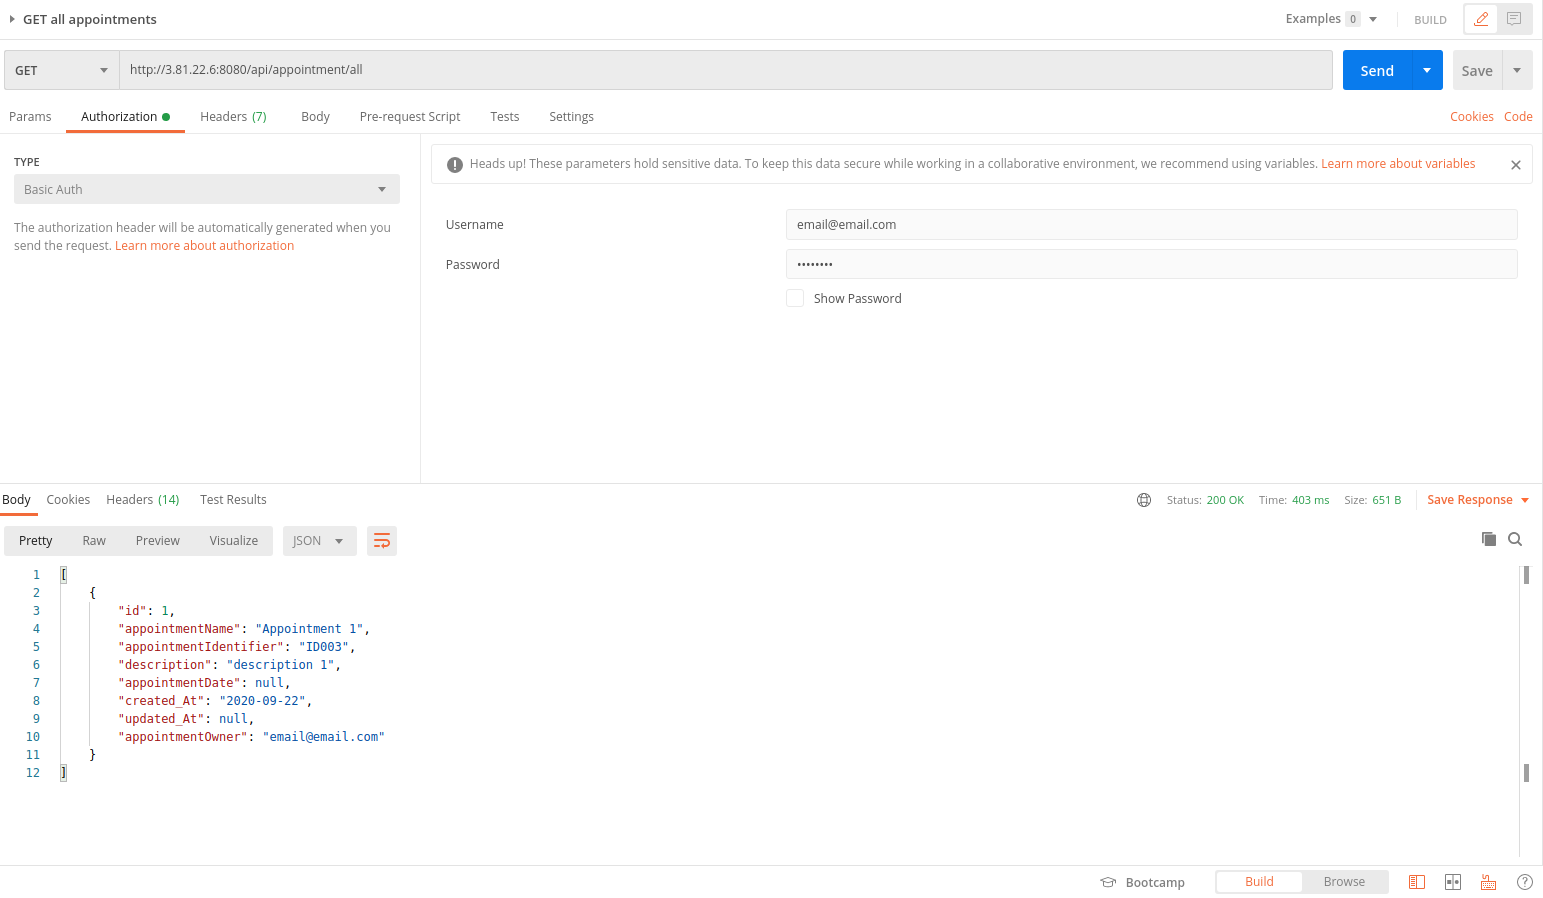 GET all appointments
Examples 0 BUILD
GET http://3.81.22.6:8080/api/appointment/all Send Save
Params Authorization Headers (7) Body Pre-request Script Tests Settings Cookies Code
TYPE
Basic Auth
The authorization header will be automatically generated when you
send the request. Learn more about authorization
Heads up! These parameters hold sensitive data. To keep this data secure while working in a collaborative environment, we recommend using variables. Learn more about variables
Username email@email.com
Password ••••••••
Show Password
Body Cookies Headers (14) Test Results Status: 200 OK Time: 403 ms Size: 651 B Save Response
Pretty Raw Preview Visualize JSON
1 [
2 {
3 "id": 1,
4 "appointmentName": "Appointment 1",
5 "appointmentIdentifier": "ID003",
6 "description": "description 1",
7 "appointmentDate": null,
8 "created_At": "2020-09-22",
9 "updated_At": null,
10 "appointmentOwner": "email@email.com"
11 }
12 ]
Bootcamp Build Browse